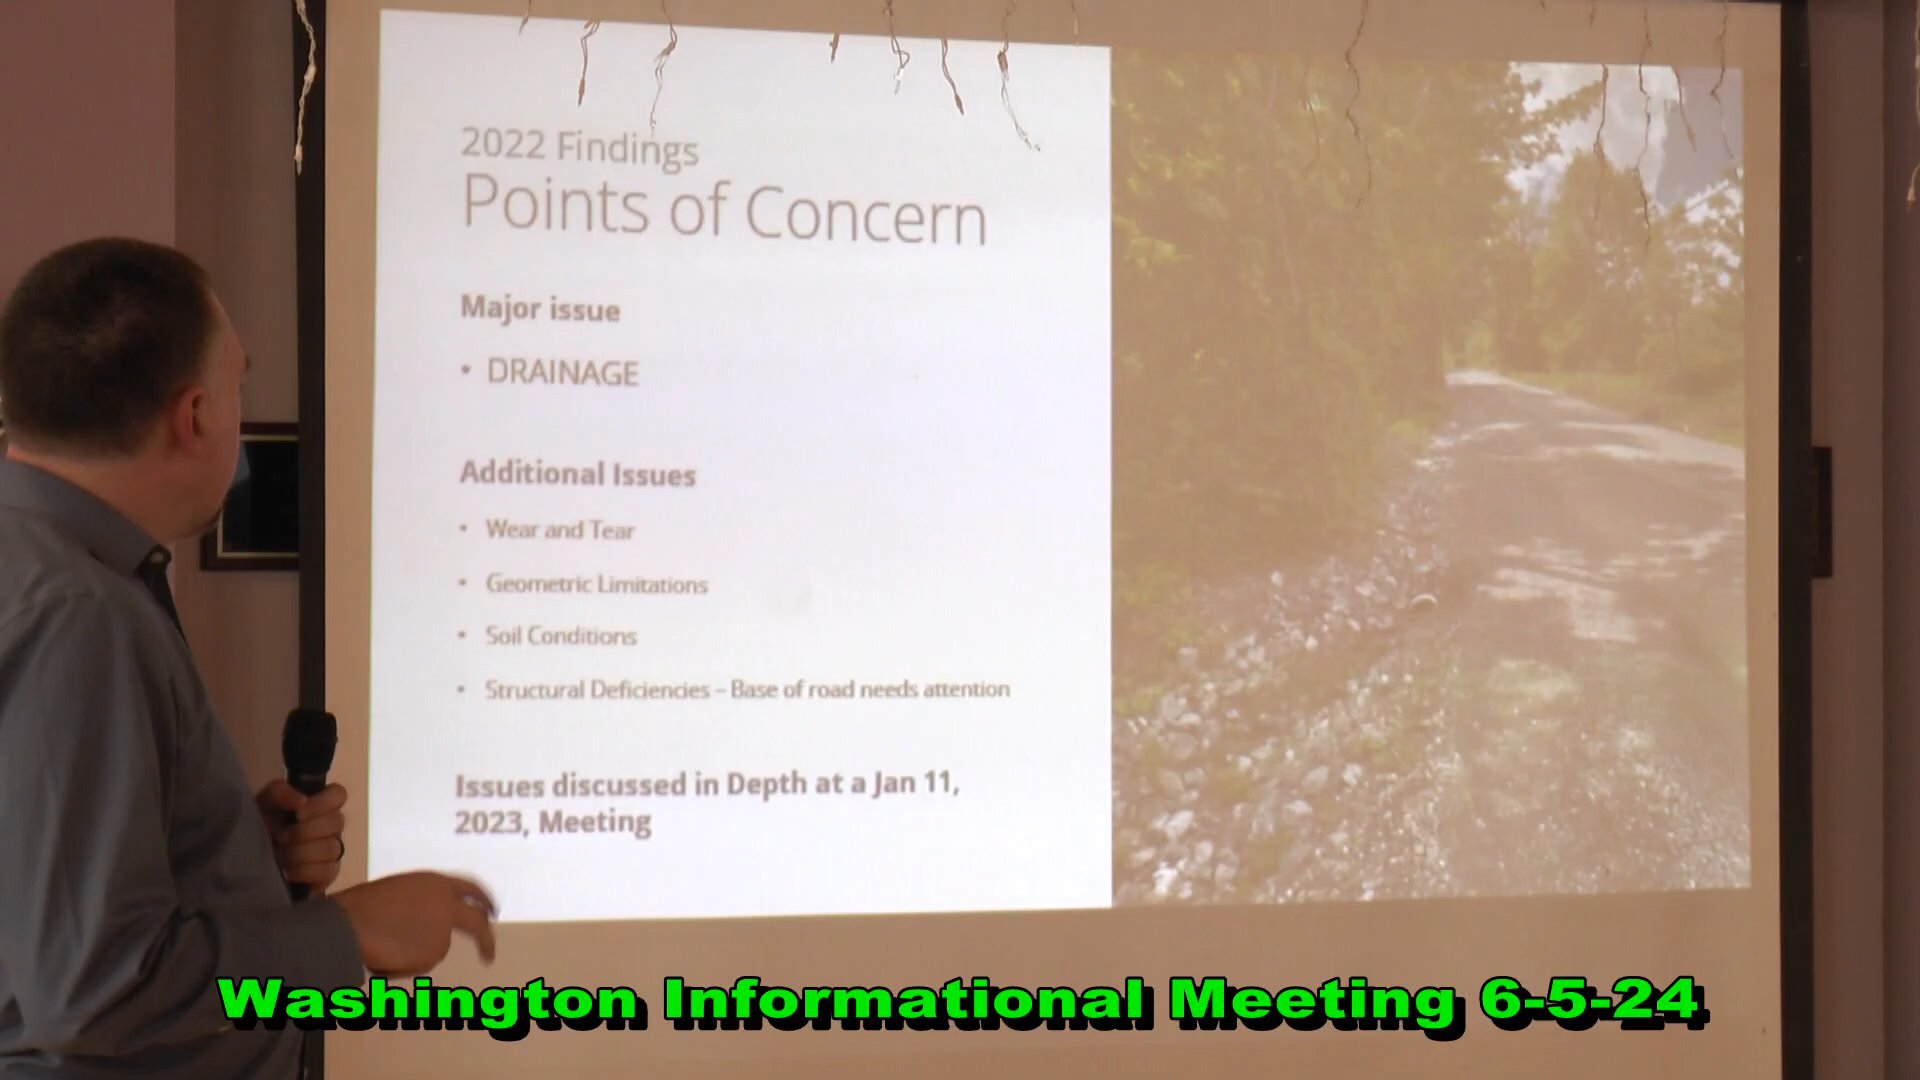 2022 Findings
Points of Concern
Major issue
• DRAINAGE
Additional Issues
• Wear and Tear
• Geometric Limitations
• Soil Conditions
• Structural Deficiencies – Base of road needs attention
Issues discussed in Depth at a Jan 11,
2023, Meeting
Washington Informational Meeting 6-5-24